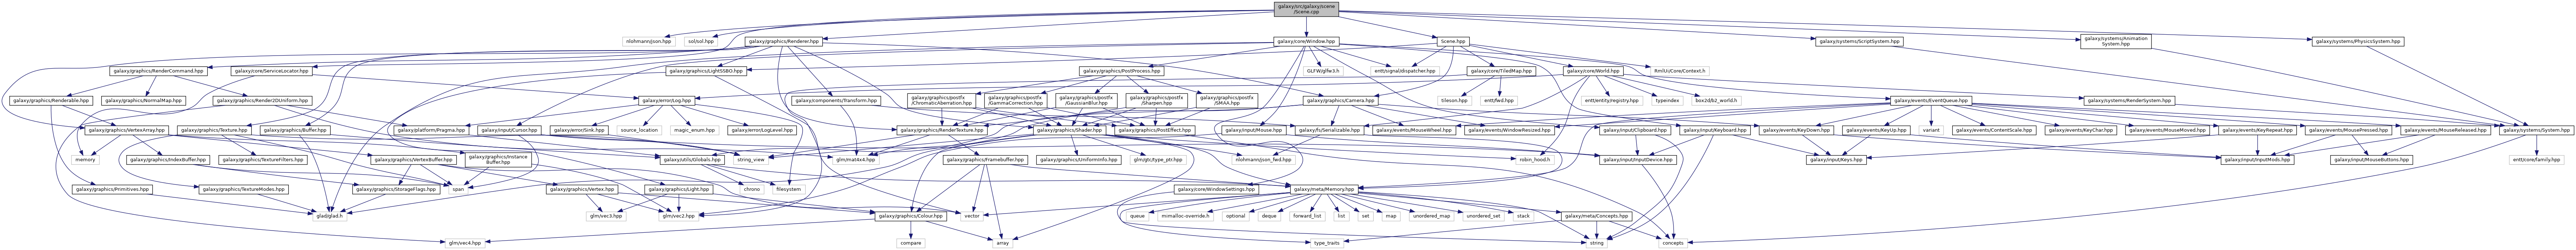 galaxy/src/galaxy/scene
/Scene.cpp
nlohmann/json.hpp
sol/sol.hpp
galaxy/graphics/Renderer.hpp
galaxy/core/Window.hpp
Scene.hpp
galaxy/systems/ScriptSystem.hpp
galaxy/systems/Animation
System.hpp
galaxy/systems/PhysicsSystem.hpp
galaxy/graphics/RenderCommand.hpp
galaxy/core/ServiceLocator.hpp
galaxy/graphics/LightSSBO.hpp
galaxy/graphics/PostProcess.hpp
GLFW/glfw3.h
entt/signal/dispatcher.hpp
galaxy/core/TiledMap.hpp
galaxy/core/World.hpp
RmlUi/Core/Context.h
galaxy/graphics/Renderable.hpp
galaxy/graphics/NormalMap.hpp
galaxy/graphics/Render2DUniform.hpp
galaxy/error/Log.hpp
galaxy/components/Transform.hpp
galaxy/graphics/postfx
/ChromaticAberration.hpp
galaxy/graphics/postfx
/GammaCorrection.hpp
galaxy/graphics/postfx
/GaussianBlur.hpp
galaxy/graphics/postfx
/Sharpen.hpp
galaxy/graphics/postfx
/SMAA.hpp
galaxy/graphics/Camera.hpp
tileson.hpp
entt/fwd.hpp
entt/entity/registry.hpp
typeindex
box2d/b2_world.h
galaxy/events/EventQueue.hpp
galaxy/systems/RenderSystem.hpp
galaxy/graphics/VertexArray.hpp
galaxy/graphics/Texture.hpp
galaxy/graphics/Buffer.hpp
galaxy/platform/Pragma.hpp
galaxy/input/Cursor.hpp
galaxy/error/Sink.hpp
source_location
magic_enum.hpp
galaxy/error/LogLevel.hpp
galaxy/graphics/RenderTexture.hpp
galaxy/graphics/Shader.hpp
galaxy/graphics/PostEffect.hpp
galaxy/input/Mouse.hpp
galaxy/fs/Serializable.hpp
galaxy/events/MouseWheel.hpp
galaxy/events/WindowResized.hpp
galaxy/input/Clipboard.hpp
galaxy/input/Keyboard.hpp
galaxy/events/KeyDown.hpp
galaxy/events/KeyUp.hpp
variant
galaxy/events/ContentScale.hpp
galaxy/events/KeyChar.hpp
galaxy/events/MouseMoved.hpp
galaxy/events/KeyRepeat.hpp
galaxy/events/MousePressed.hpp
galaxy/events/MouseReleased.hpp
galaxy/systems/System.hpp
memory
galaxy/graphics/IndexBuffer.hpp
galaxy/graphics/TextureFilters.hpp
galaxy/graphics/VertexBuffer.hpp
galaxy/graphics/Instance
Buffer.hpp
galaxy/utils/Globals.hpp
string_view
glm/mat4x4.hpp
galaxy/graphics/Framebuffer.hpp
galaxy/graphics/UniformInfo.hpp
glm/gtc/type_ptr.hpp
nlohmann/json_fwd.hpp
robin_hood.h
galaxy/input/InputDevice.hpp
galaxy/input/Keys.hpp
galaxy/input/InputMods.hpp
galaxy/input/MouseButtons.hpp
entt/core/family.hpp
galaxy/graphics/Primitives.hpp
galaxy/graphics/TextureModes.hpp
galaxy/graphics/StorageFlags.hpp
span
galaxy/graphics/Vertex.hpp
galaxy/graphics/Light.hpp
chrono
filesystem
galaxy/core/WindowSettings.hpp
galaxy/meta/Memory.hpp
glad/glad.h
glm/vec3.hpp
glm/vec2.hpp
galaxy/graphics/Colour.hpp
vector
queue
mimalloc-override.h
optional
deque
forward_list
list
set
map
unordered_map
unordered_set
stack
galaxy/meta/Concepts.hpp
glm/vec4.hpp
compare
array
type_traits
string
concepts